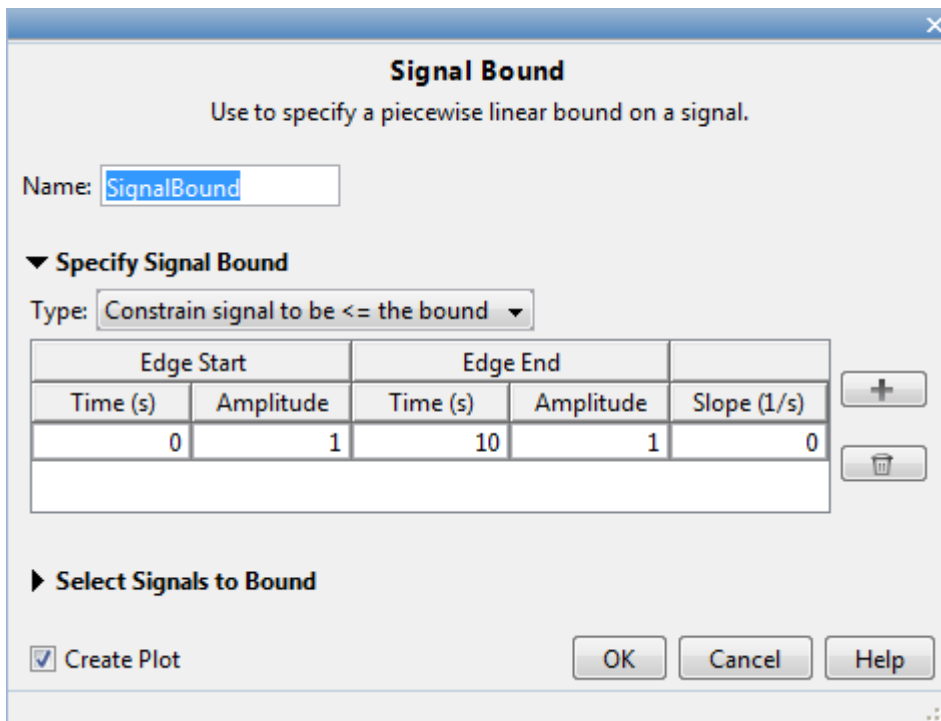 Signal Bound
Use to specify a piecewise linear bound on a signal.
Name: SignalBound
Specify Signal Bound
Type: Constrain signal to be <= the bound
Edge Start Edge End
Time (s) Amplitude Time (s) Amplitude Slope (1/s)
0 1 10 1 0
Select Signals to Bound
Create Plot OK Cancel Help